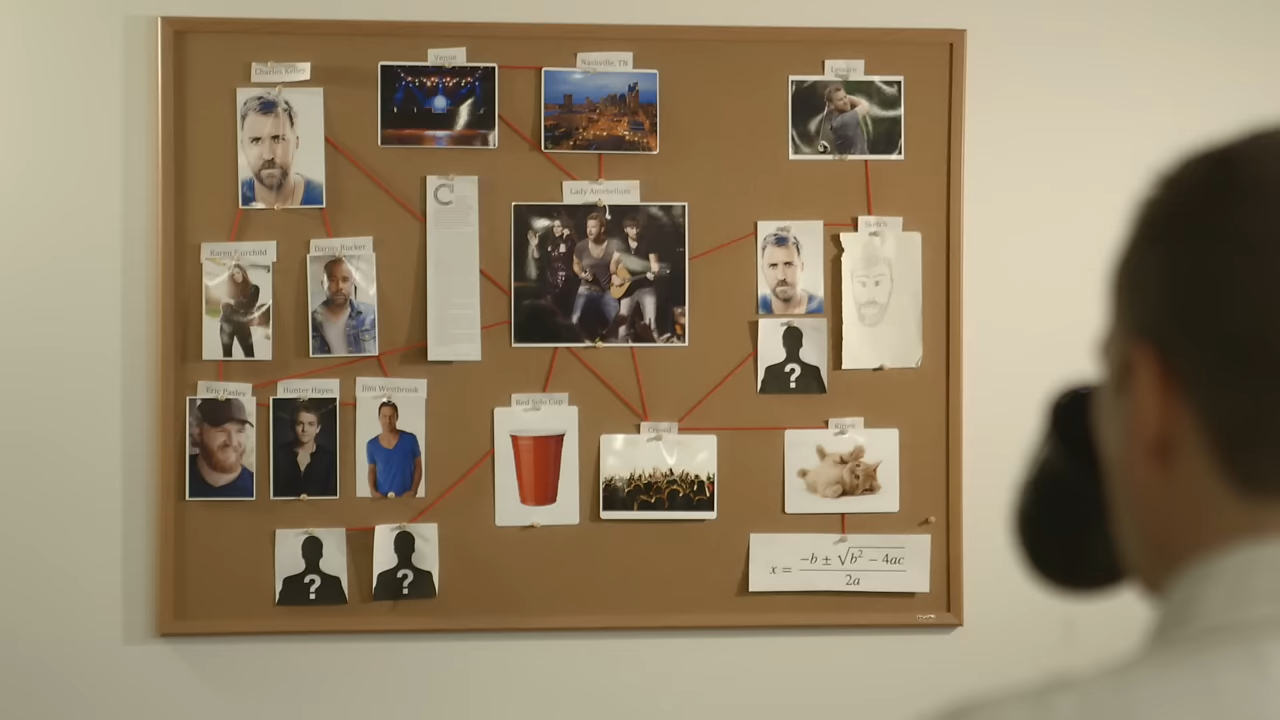 Charles Kelley
Venue
Nashville, TN
Leisure
Lady Antebellum
C
Sketch
Karen Fairchild
Darius Rucker
Eric Paslay
Hunter Hayes
Jimi Westbrook
Red Solo Cup
Crowd
Kitten
?
? ?
x = −b ± √b² − 4ac
2a